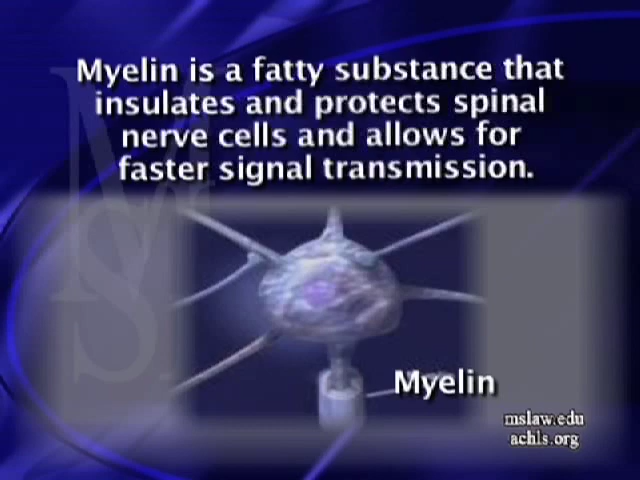 Myelin is a fatty substance that
insulates and protects spinal
nerve cells and allows for
faster signal transmission.
Myelin
mslaw.edu
achls.org